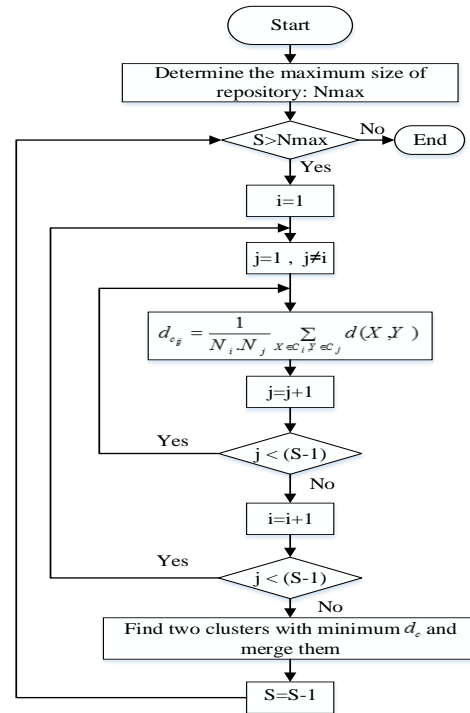 Start
Determine the maximum size of
repository: Nmax
S>Nmax
No
End
Yes
i=1
j=1 , j≠i
d_{c_{ij}} = \frac{1}{N_i . N_j} \sum_{X \in C_i, Y \in C_j} d(X ,Y )
j=j+1
Yes
j < (S-1)
No
i=i+1
Yes
j < (S-1)
No
Find two clusters with minimum d_c and
merge them
S=S-1